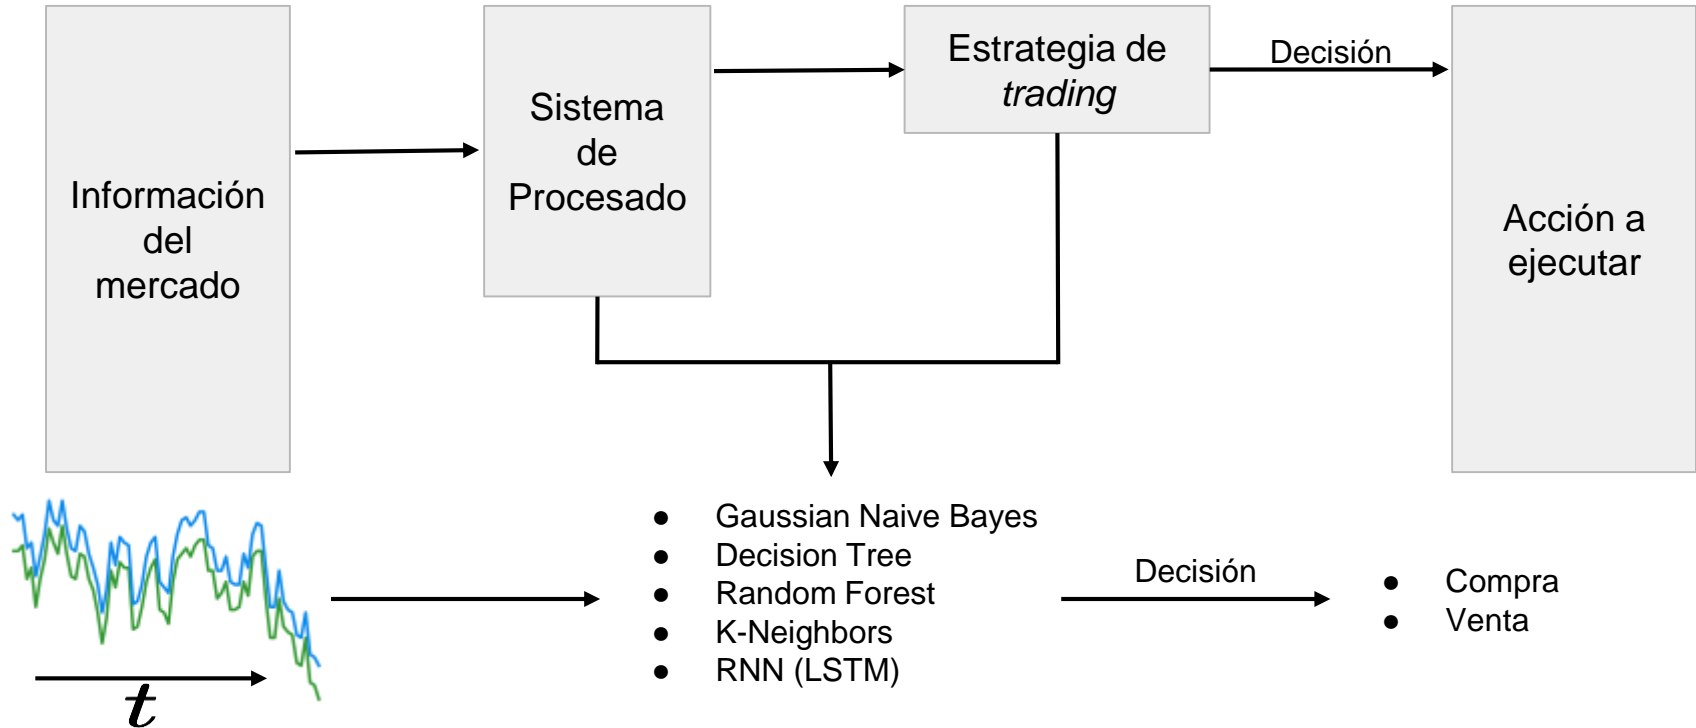 Información
del
mercado
Sistema
de
Procesado
Estrategia de
trading
Decisión
Acción a
ejecutar
t
● Gaussian Naive Bayes
● Decision Tree
● Random Forest
● K-Neighbors
● RNN (LSTM)
Decisión
● Compra
● Venta